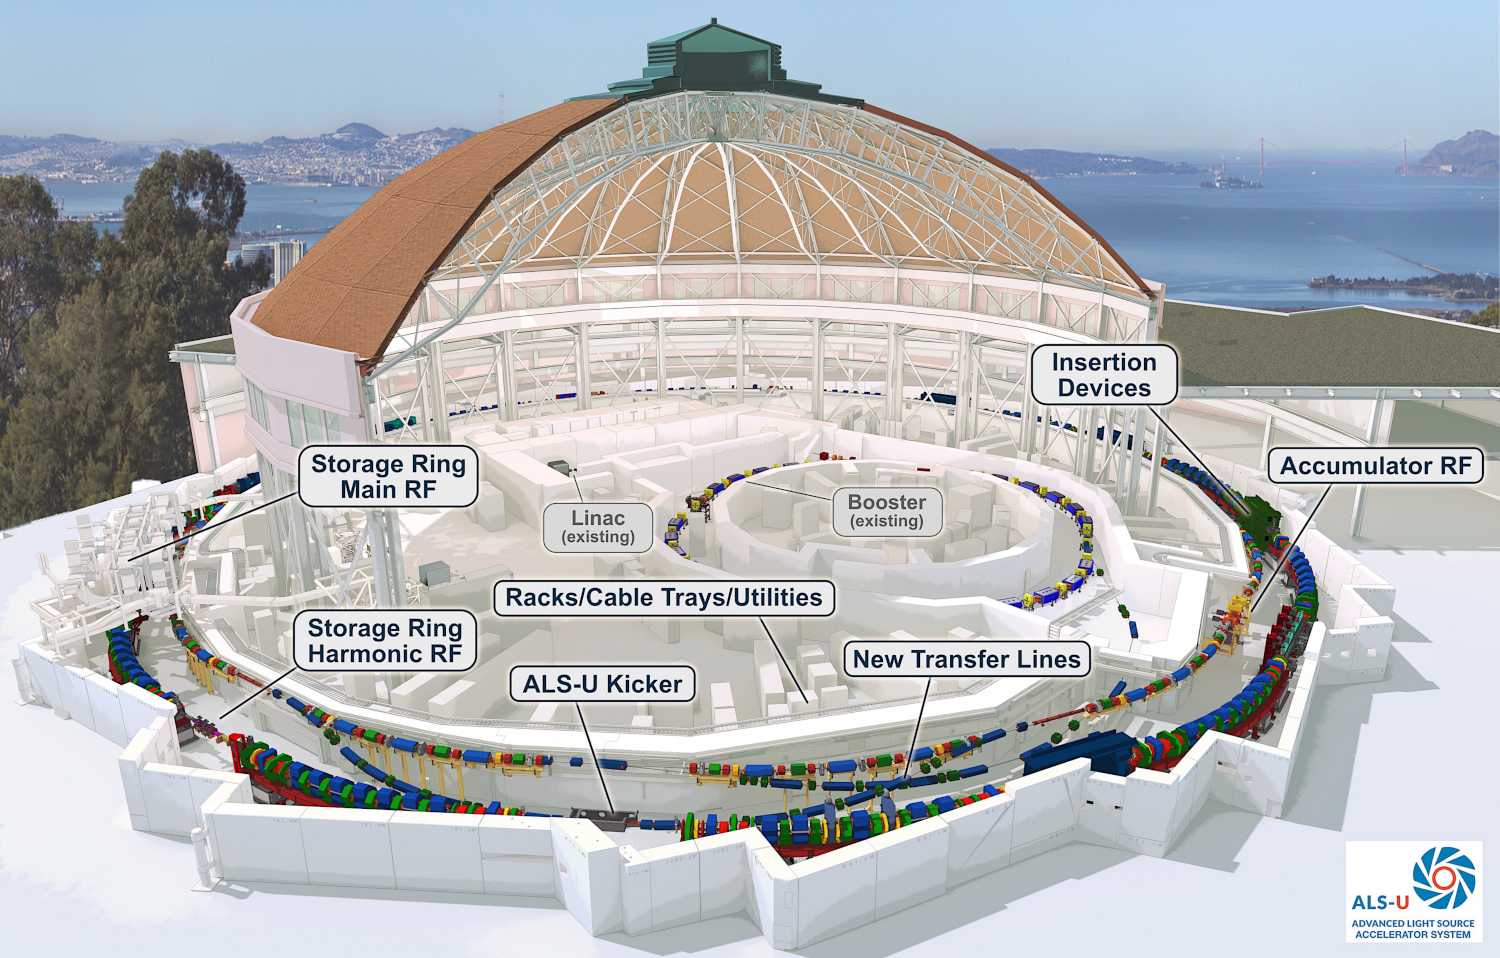 Insertion
Devices
Storage Ring
Main RF
Accumulator RF
Linac
(existing)
Booster
(existing)
Racks/Cable Trays/Utilities
Storage Ring
Harmonic RF
New Transfer Lines
ALS-U Kicker
ALS-U
ADVANCED LIGHT SOURCE
ACCELERATOR SYSTEM